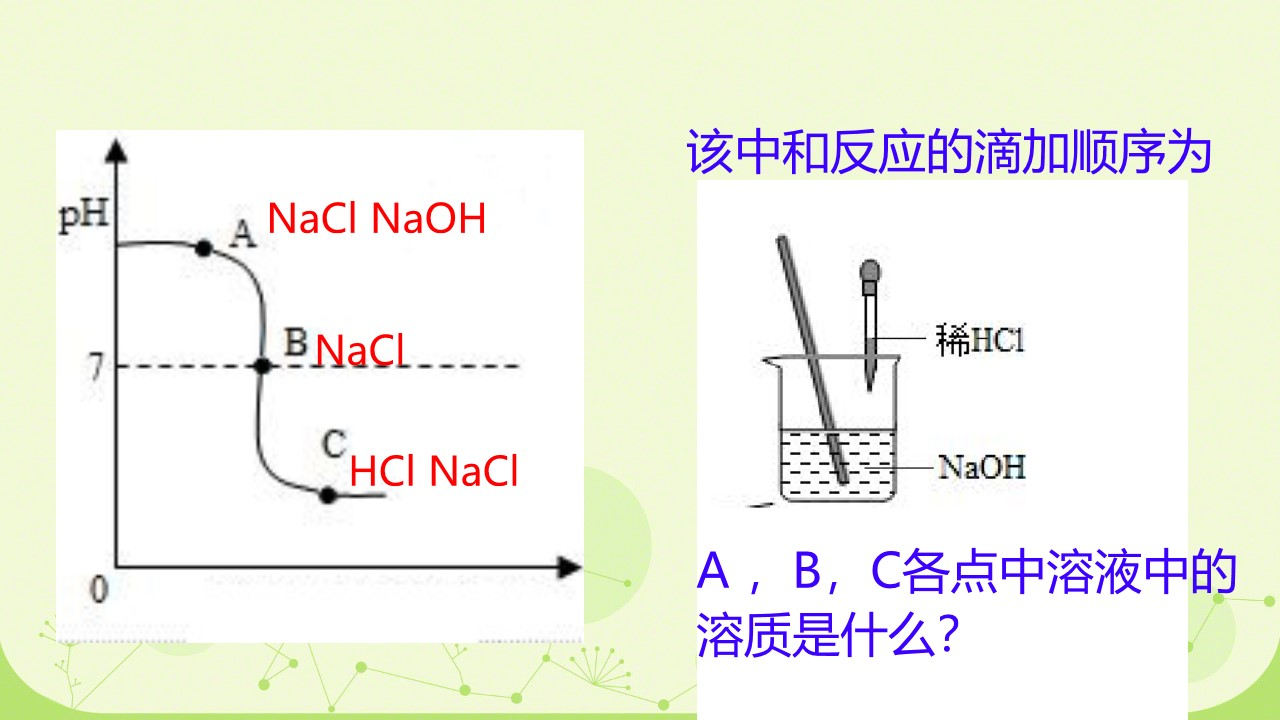 该中和反应的滴加顺序为
pH
A NaCl NaOH
B NaCl
7
C HCl NaCl
0
稀HCl
NaOH
A ，B，C各点中溶液中的
溶质是什么？